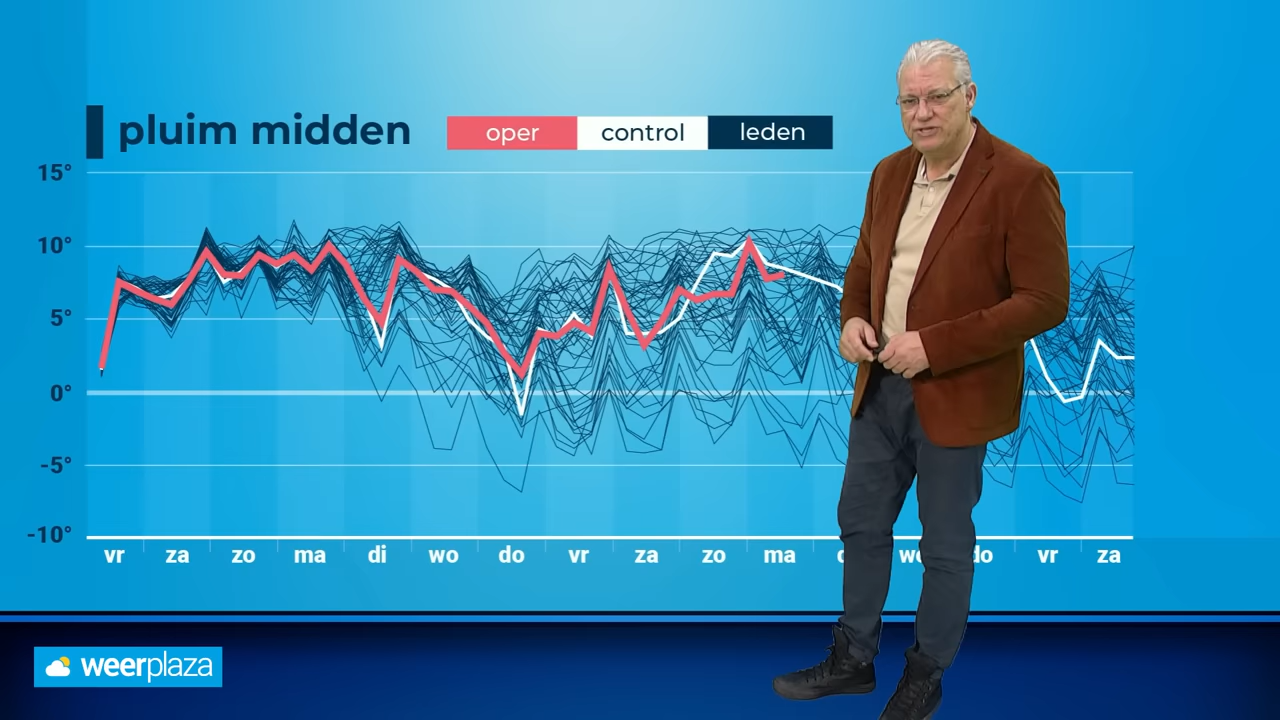 pluim midden
oper control leden
15°
10°
5°
0°
-5°
-10°
vr za zo ma di wo do vr za zo ma vr za
weerplaza